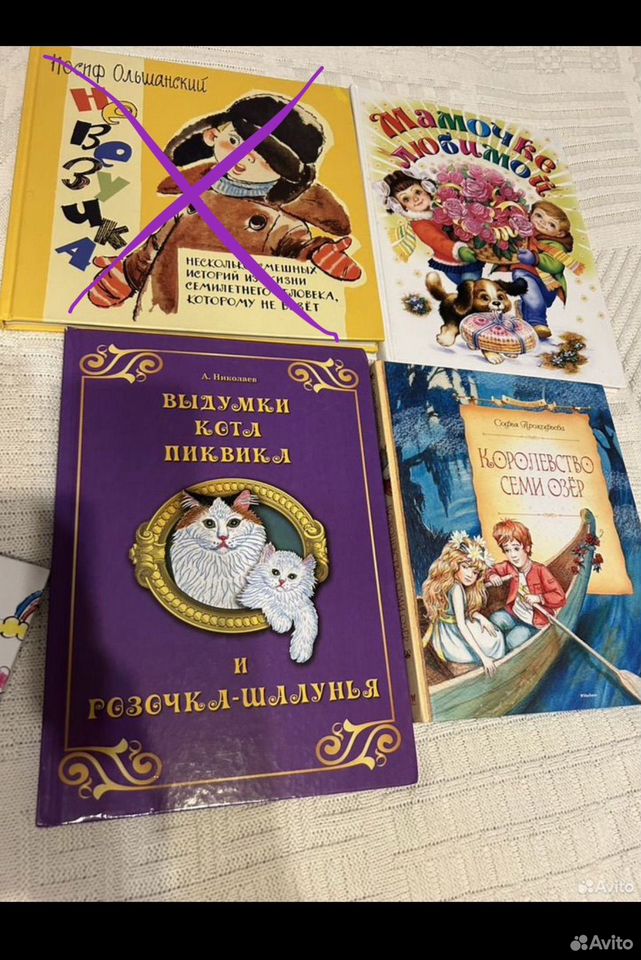 Иосиф Ольшанский
НЕВЕЗУЧКА
НЕСКОЛЬКО СМЕШНЫХ
ИСТОРИЙ ИЗ ЖИЗНИ
СЕМИЛЕТНЕГО ЧЕЛОВЕКА,
КОТОРОМУ НЕ ВЕЗЁТ
Мамочке
любимой
А. Николаев
ВЫДУМКИ
КОТА
ПИКВИКА
И
РОЗОЧКА-ШАЛУНЬЯ
Софья Прокофьева
КОРОЛЕВСТВО
СЕМИ ОЗЁР
Avito
Avito